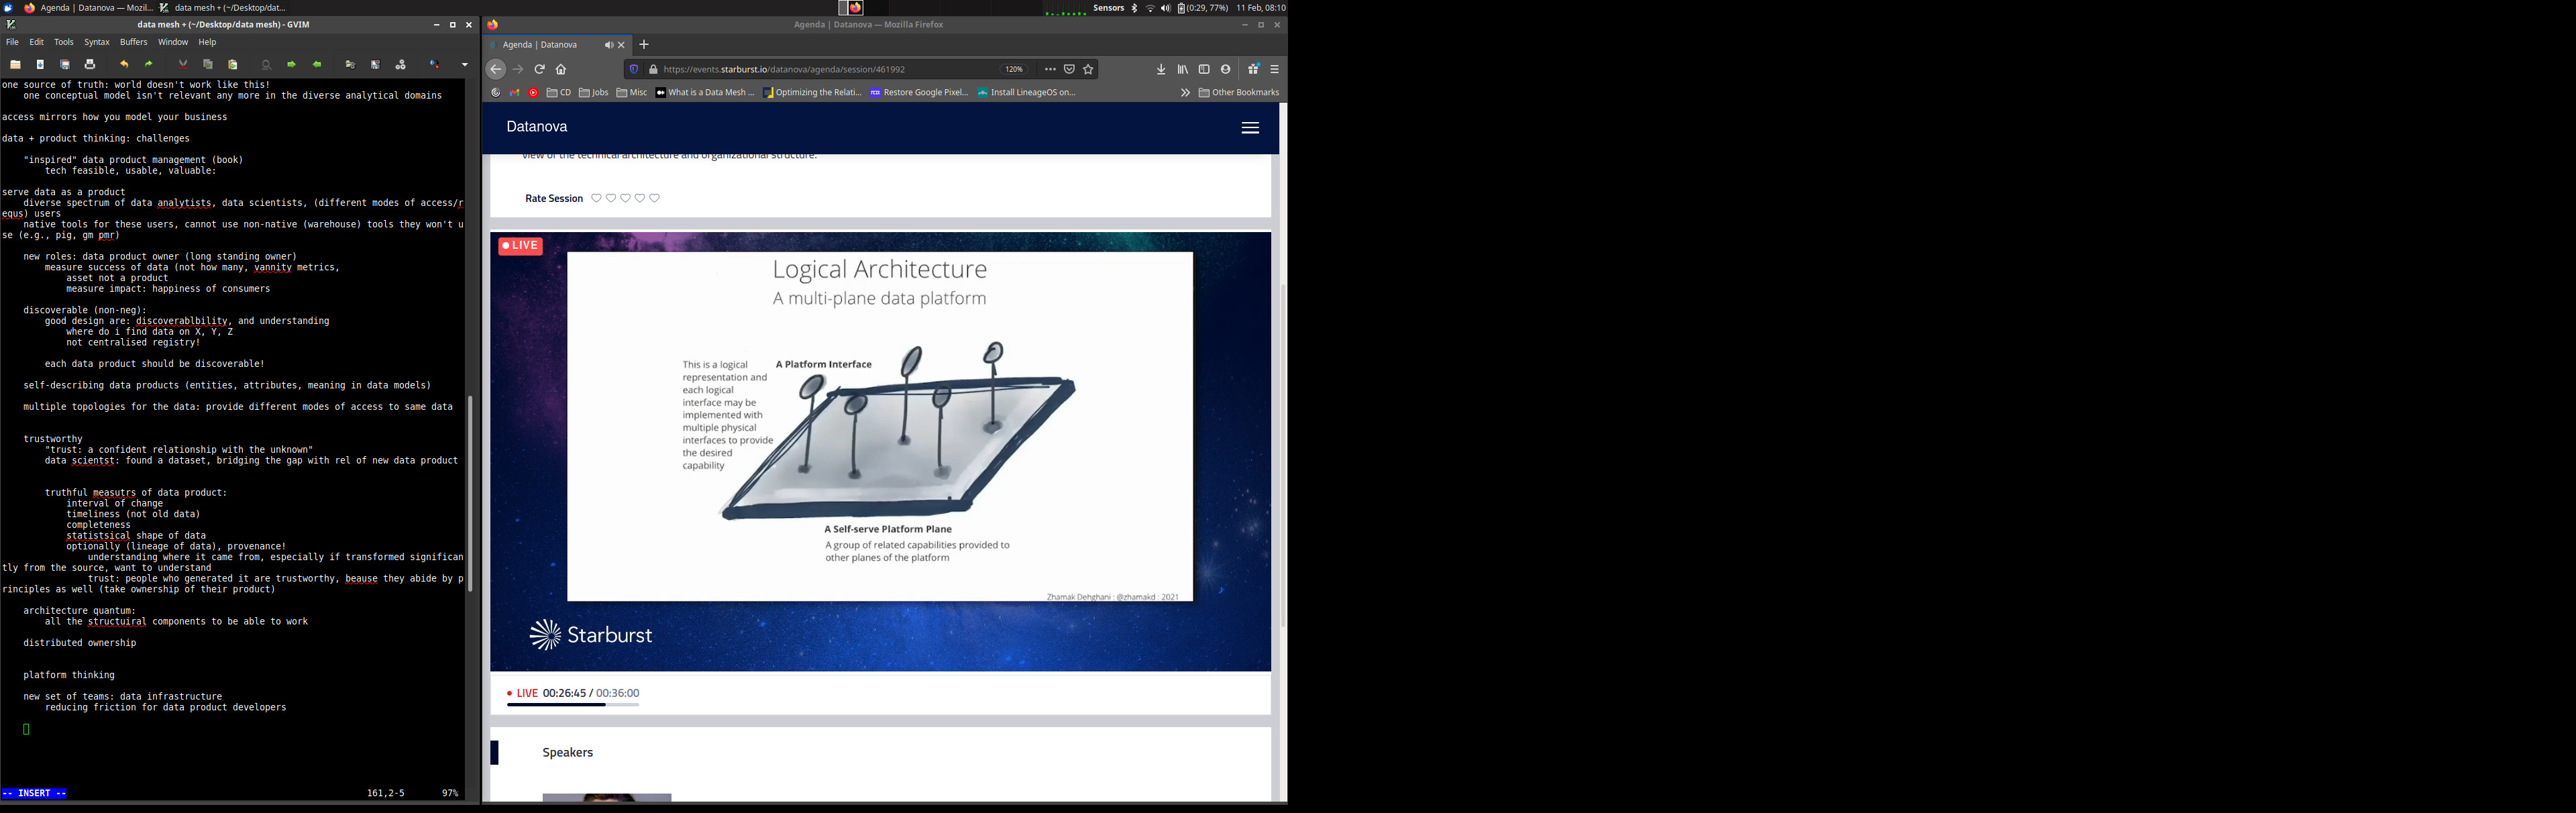 Agenda | Datanova — Mozil...
data mesh + (~/Desktop/dat...
Sensors
(0:29, 77%)
11 Feb, 08:10
data mesh + (~/Desktop/data mesh) - GVIM
File Edit Tools Syntax Buffers Window Help
one source of truth: world doesn't work like this!
one conceptual model isn't relevant any more in the diverse analytical domains
access mirrors how you model your business
data + product thinking: challenges
"inspired" data product management (book)
tech feasible, usable, valuable:
serve data as a product
diverse spectrum of data analytists, data scientists, (different modes of access/r
equs) users
native tools for these users, cannot use non-native (warehouse) tools they won't u
se (e.g., pig, gm pmr)
new roles: data product owner (long standing owner)
measure success of data (not how many, vannity metrics,
asset not a product
measure impact: happiness of consumers
discoverable (non-neg):
good design are: discoverablbility, and understanding
where do i find data on X, Y, Z
not centralised registry!
each data product should be discoverable!
self-describing data products (entities, attributes, meaning in data models)
multiple topologies for the data: provide different modes of access to same data
trustworthy
"trust: a confident relationship with the unknown"
data scientst: found a dataset, bridging the gap with rel of new data product
truthful measutrs of data product:
interval of change
timeliness (not old data)
completeness
statistsical shape of data
optionally (lineage of data), provenance!
understanding where it came from, especially if transformed significan
tly from the source, want to understand
trust: people who generated it are trustworthy, beause they abide by p
rinciples as well (take ownership of their product)
architecture quantum:
all the structuiral components to be able to work
distributed ownership
platform thinking
new set of teams: data infrastructure
reducing friction for data product developers
-- INSERT --
161,2-5
97%
Agenda | Datanova — Mozilla Firefox
Agenda | Datanova
https://events.starburst.io/datanova/agenda/session/461992
120%
CD
Jobs
Misc
What is a Data Mesh ...
Optimizing the Relati...
Restore Google Pixel...
Install LineageOS on...
Other Bookmarks
Datanova
view of the technical architecture and organizational structure.
Rate Session
LIVE
Logical Architecture
A multi-plane data platform
This is a logical
representation and
each logical
interface may be
implemented with
multiple physical
interfaces to provide
the desired
capability
A Platform Interface
A Self-serve Platform Plane
A group of related capabilities provided to
other planes of the platform
Zhamak Dehghani : @zhamakd : 2021
Starburst
LIVE 00:26:45 / 00:36:00
Speakers